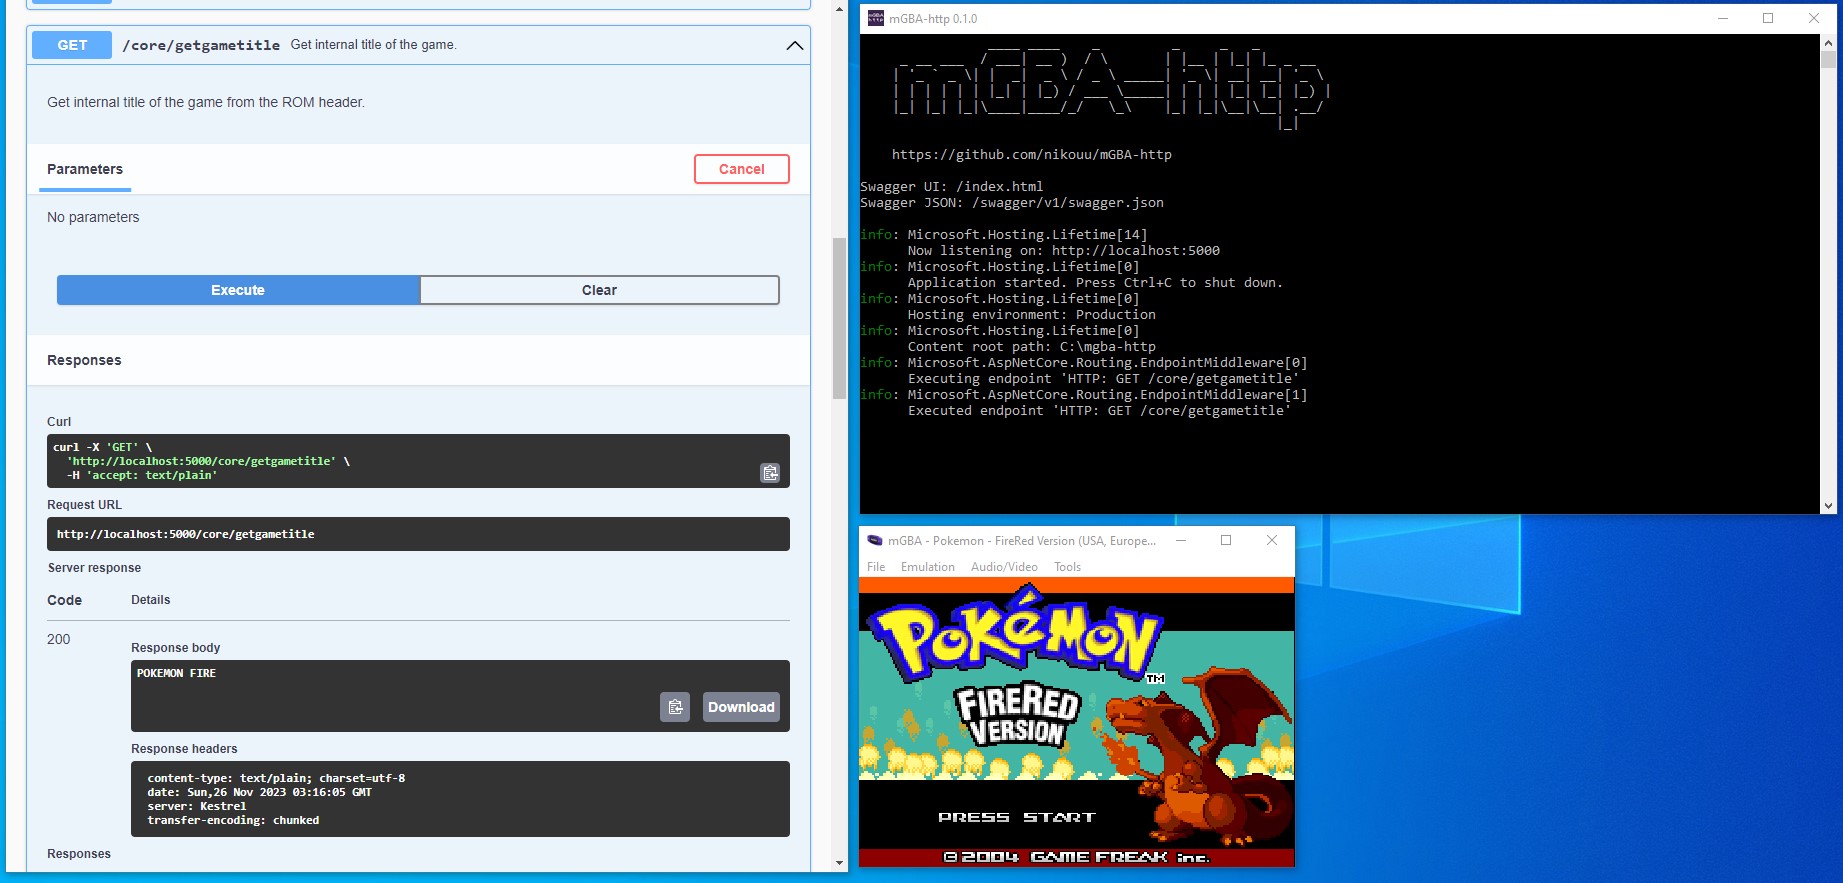 GET /core/getgametitle Get internal title of the game.
Get internal title of the game from the ROM header.
Parameters
Cancel
No parameters
Execute
Clear
Responses
Curl
curl -X 'GET' \
'http://localhost:5000/core/getgametitle' \
-H 'accept: text/plain'
Request URL
http://localhost:5000/core/getgametitle
Server response
Code Details
200
Response body
POKEMON FIRE
Download
Response headers
content-type: text/plain; charset=utf-8
date: Sun,26 Nov 2023 03:16:05 GMT
server: Kestrel
transfer-encoding: chunked
Responses
mGBA-http 0.1.0
mGBA-http
https://github.com/nikouu/mGBA-http
Swagger UI: /index.html
Swagger JSON: /swagger/v1/swagger.json
info: Microsoft.Hosting.Lifetime[14]
Now listening on: http://localhost:5000
info: Microsoft.Hosting.Lifetime[0]
Application started. Press Ctrl+C to shut down.
info: Microsoft.Hosting.Lifetime[0]
Hosting environment: Production
info: Microsoft.Hosting.Lifetime[0]
Content root path: C:\mgba-http
info: Microsoft.AspNetCore.Routing.EndpointMiddleware[0]
Executing endpoint 'HTTP: GET /core/getgametitle'
info: Microsoft.AspNetCore.Routing.EndpointMiddleware[1]
Executed endpoint 'HTTP: GET /core/getgametitle'
mGBA - Pokemon - FireRed Version (USA, Europe...
File Emulation Audio/Video Tools
POKéMON
TM
FIRERED
VERSION
PRESS START
©2004 GAME FREAK inc.